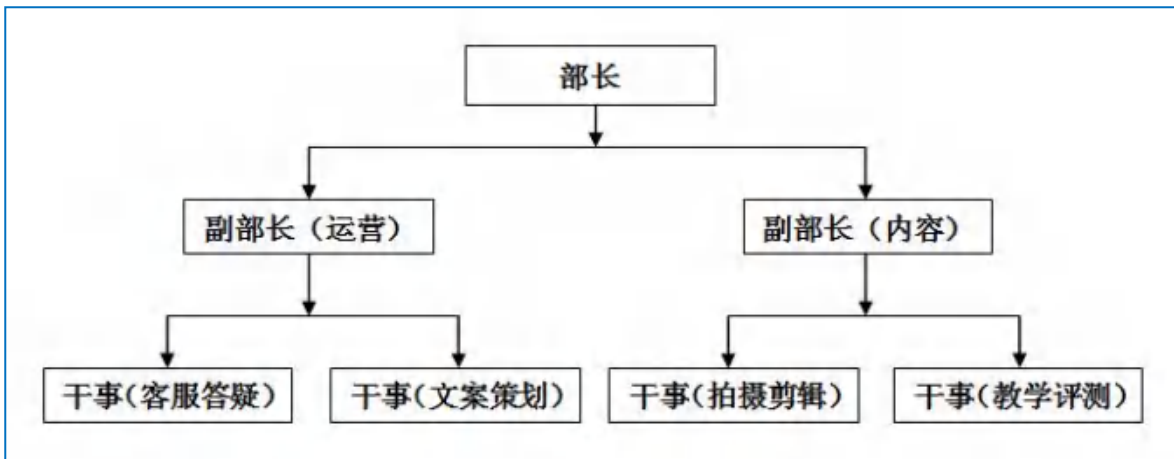 部长
副部长（运营）
副部长（内容）
干事(客服答疑)
干事(文案策划)
干事(拍摄剪辑)
干事(教学评测)